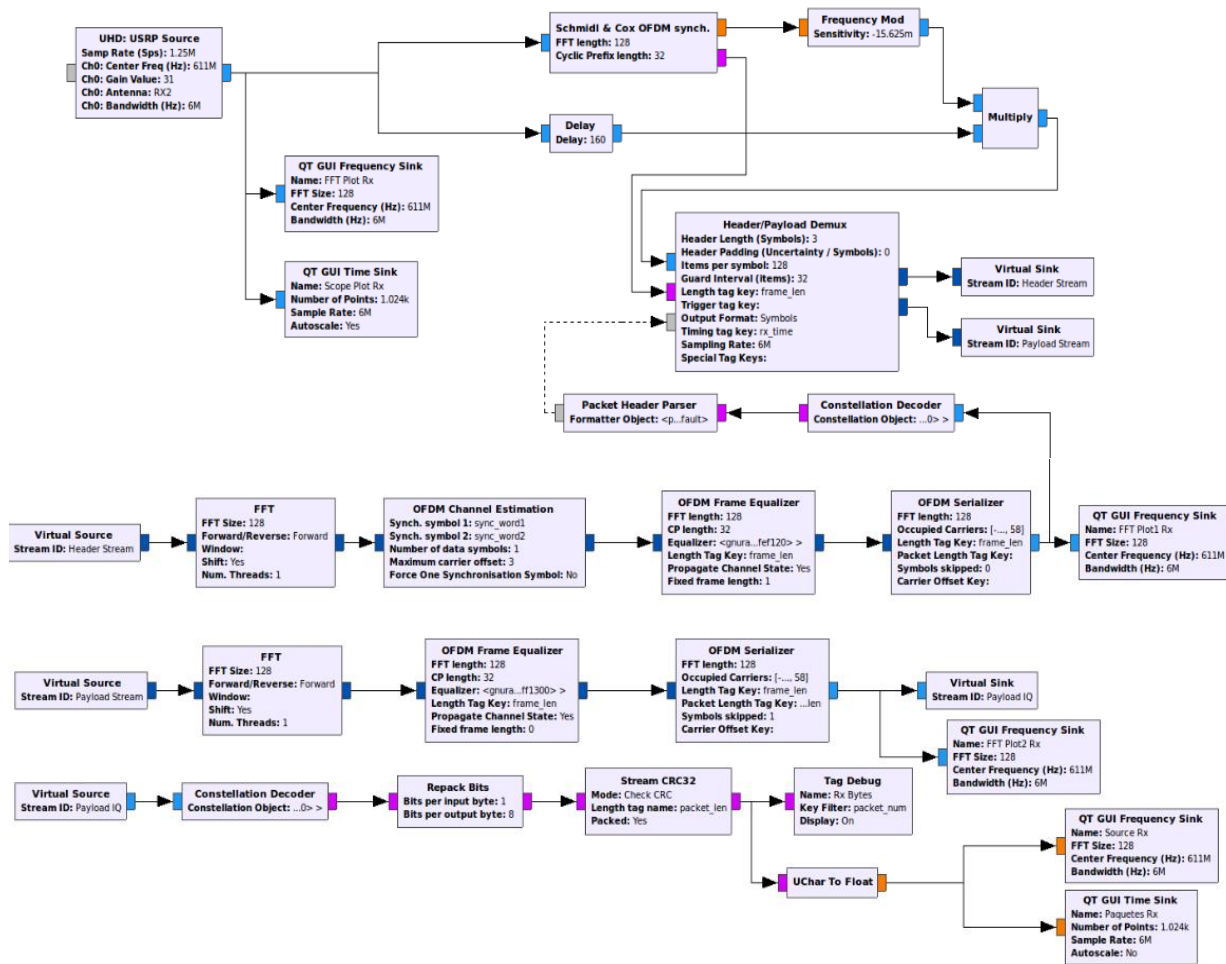 UHD: USRP Source
Samp Rate (Sps): 1.25M
Ch0: Center Freq (Hz): 611M
Ch0: Gain Value: 31
Ch0: Antenna: RX2
Ch0: Bandwidth (Hz): 6M
Schmidl & Cox OFDM synch.
FFT length: 128
Cyclic Prefix length: 32
Frequency Mod
Sensitivity: -15.625m
Delay
Delay: 160
Multiply
QT GUI Frequency Sink
Name: FFT Plot Rx
FFT Size: 128
Center Frequency (Hz): 611M
Bandwidth (Hz): 6M
QT GUI Time Sink
Name: Scope Plot Rx
Number of Points: 1.024k
Sample Rate: 6M
Autoscale: Yes
Header/Payload Demux
Header Length (Symbols): 3
Header Padding (Uncertainty / Symbols): 0
Items per symbol: 128
Guard Interval (items): 32
Length tag key: frame_len
Trigger tag key:
Output Format: Symbols
Timing tag key: rx_time
Sampling Rate: 6M
Special Tag Keys:
Virtual Sink
Stream ID: Header Stream
Virtual Sink
Stream ID: Payload Stream
Packet Header Parser
Formatter Object: <p...fault>
Constellation Decoder
Constellation Object: ...0> >
Virtual Source
Stream ID: Header Stream
FFT
FFT Size: 128
Forward/Reverse: Forward
Window:
Shift: Yes
Num. Threads: 1
OFDM Channel Estimation
Synch. symbol 1: sync_word1
Synch. symbol 2: sync_word2
Number of data symbols: 1
Maximum carrier offset: 3
Force One Synchronisation Symbol: No
OFDM Frame Equalizer
FFT length: 128
CP length: 32
Equalizer: <gnura...fef120> >
Length Tag Key: frame_len
Propagate Channel State: Yes
Fixed frame length: 1
OFDM Serializer
FFT length: 128
Occupied Carriers: [-..., 58]
Length Tag Key: frame_len
Packet Length Tag Key:
Symbols skipped: 0
Carrier Offset Key:
QT GUI Frequency Sink
Name: FFT Plot1 Rx
FFT Size: 128
Center Frequency (Hz): 611M
Bandwidth (Hz): 6M
Virtual Source
Stream ID: Payload Stream
FFT
FFT Size: 128
Forward/Reverse: Forward
Window:
Shift: Yes
Num. Threads: 1
OFDM Frame Equalizer
FFT length: 128
CP length: 32
Equalizer: <gnura...ff1300> >
Length Tag Key: frame_len
Propagate Channel State: Yes
Fixed frame length: 0
OFDM Serializer
FFT length: 128
Occupied Carriers: [-..., 58]
Length Tag Key: frame_len
Packet Length Tag Key: ...len
Symbols skipped: 1
Carrier Offset Key:
Virtual Sink
Stream ID: Payload IQ
QT GUI Frequency Sink
Name: FFT Plot2 Rx
FFT Size: 128
Center Frequency (Hz): 611M
Bandwidth (Hz): 6M
Virtual Source
Stream ID: Payload IQ
Constellation Decoder
Constellation Object: ...0> >
Repack Bits
Bits per input byte: 1
Bits per output byte: 8
Stream CRC32
Mode: Check CRC
Length tag name: packet_len
Packed: Yes
Tag Debug
Name: Rx Bytes
Key Filter: packet_num
Display: On
UChar To Float
QT GUI Frequency Sink
Name: Source Rx
FFT Size: 128
Center Frequency (Hz): 611M
Bandwidth (Hz): 6M
QT GUI Time Sink
Name: Paquetes Rx
Number of Points: 1.024k
Sample Rate: 6M
Autoscale: No